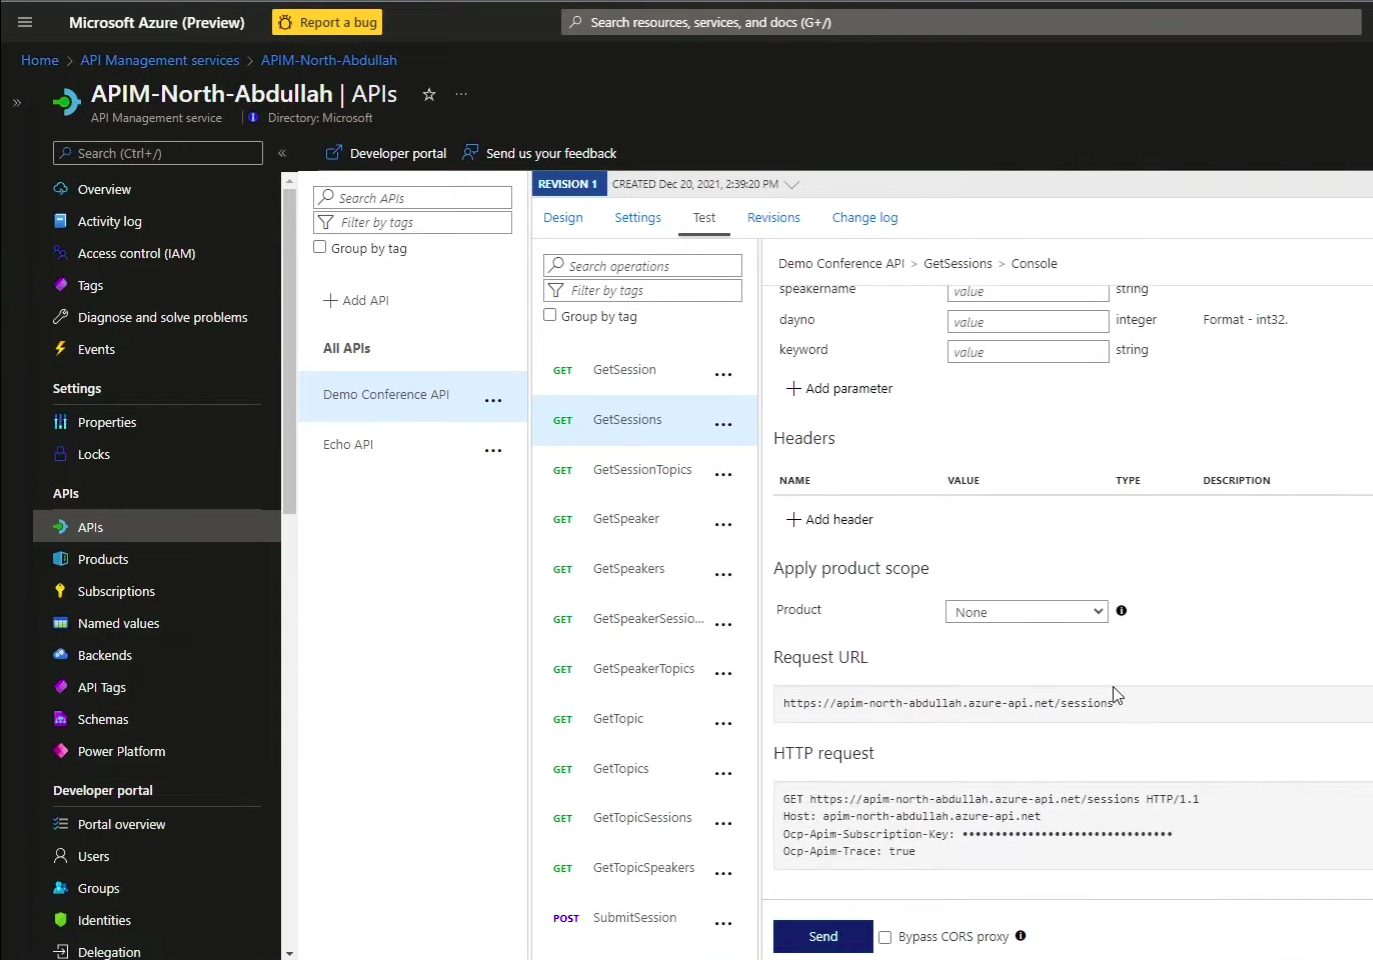 Microsoft Azure (Preview)
Report a bug
Search resources, services, and docs (G+/)
Home > API Management services > APIM-North-Abdullah
APIM-North-Abdullah | APIs
API Management service
Directory: Microsoft
Search (Ctrl+/)
Developer portal
Send us your feedback
Overview
Activity log
Access control (IAM)
Tags
Diagnose and solve problems
Events
Settings
Properties
Locks
APIs
APIs
Products
Subscriptions
Named values
Backends
API Tags
Schemas
Power Platform
Developer portal
Portal overview
Users
Groups
Identities
Delegation
Search APIs
Filter by tags
Group by tag
Add API
All APIs
Demo Conference API
Echo API
REVISION 1
CREATED Dec 20, 2021, 2:39:20 PM
Design
Settings
Test
Revisions
Change log
Search operations
Filter by tags
Group by tag
GET GetSession
GET GetSessions
GET GetSessionTopics
GET GetSpeaker
GET GetSpeakers
GET GetSpeakerSessio...
GET GetSpeakerTopics
GET GetTopic
GET GetTopics
GET GetTopicSessions
GET GetTopicSpeakers
POST SubmitSession
Demo Conference API > GetSessions > Console
speakername value string
dayno value integer Format - int32.
keyword value string
Add parameter
Headers
NAME VALUE TYPE DESCRIPTION
Add header
Apply product scope
Product None
Request URL
https://apim-north-abdullah.azure-api.net/sessions
HTTP request
GET https://apim-north-abdullah.azure-api.net/sessions HTTP/1.1
Host: apim-north-abdullah.azure-api.net
Ocp-Apim-Subscription-Key: ••••••••••••••••••••••••••••••••
Ocp-Apim-Trace: true
Send
Bypass CORS proxy